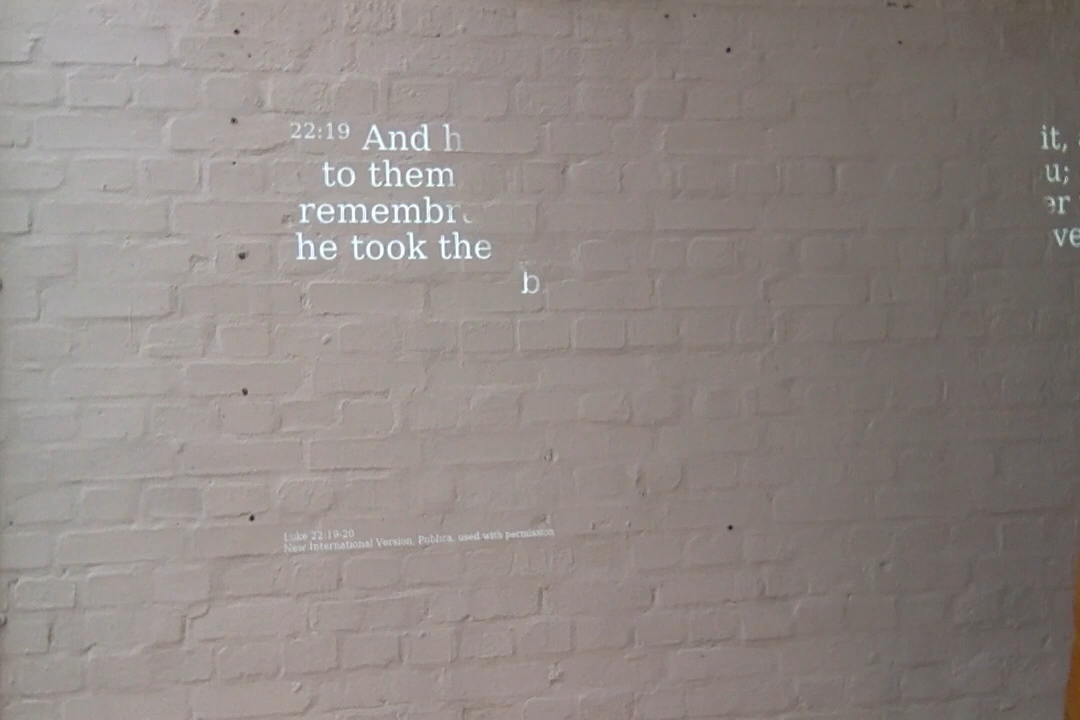 22:19 And h it,
to them u;
remembr er
he took the ve
b
Luke 22:19-20
New International Version, Publica, used with permission